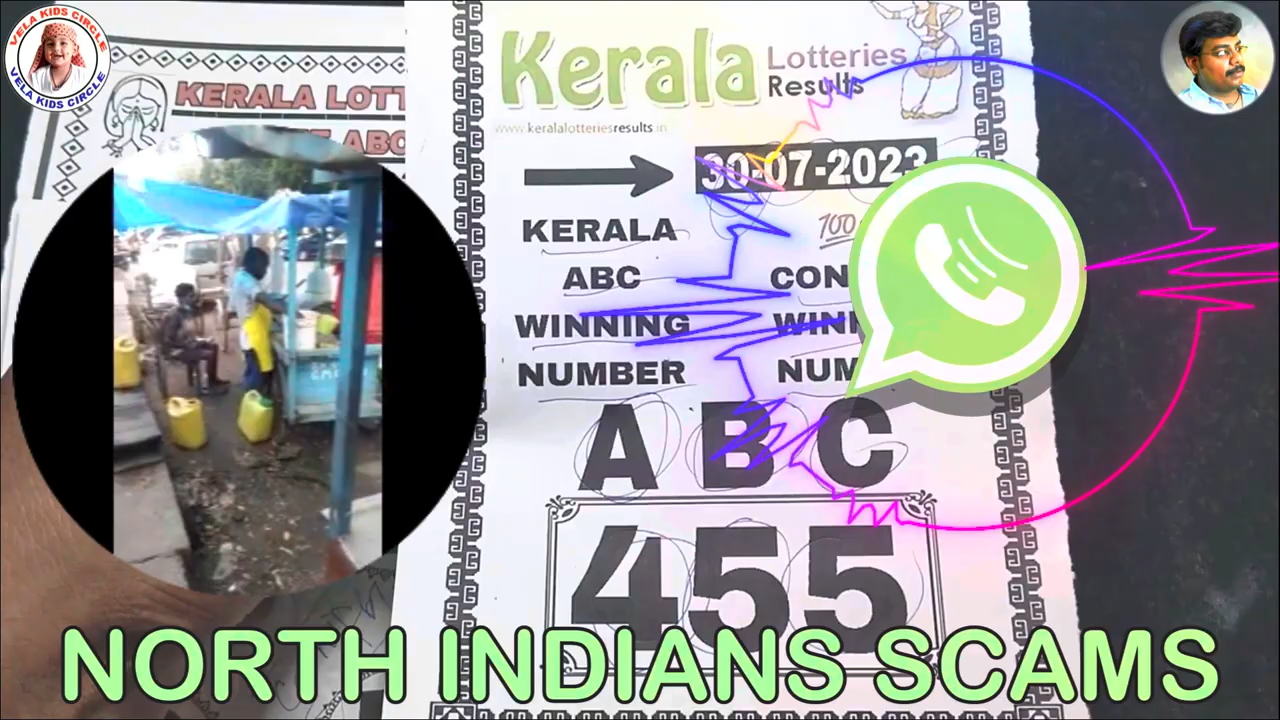 VELA KIDS CIRCLE
VELA KIDS CIRCLE
KERALA LOTT
ABC
Kerala Lotteries
Results
www.keralalotteriesresults.in
30-07-2023
KERALA
100
ABC
CON
WINNING
WIN
NUMBER
NUM
A B C
455
NORTH INDIANS SCAMS